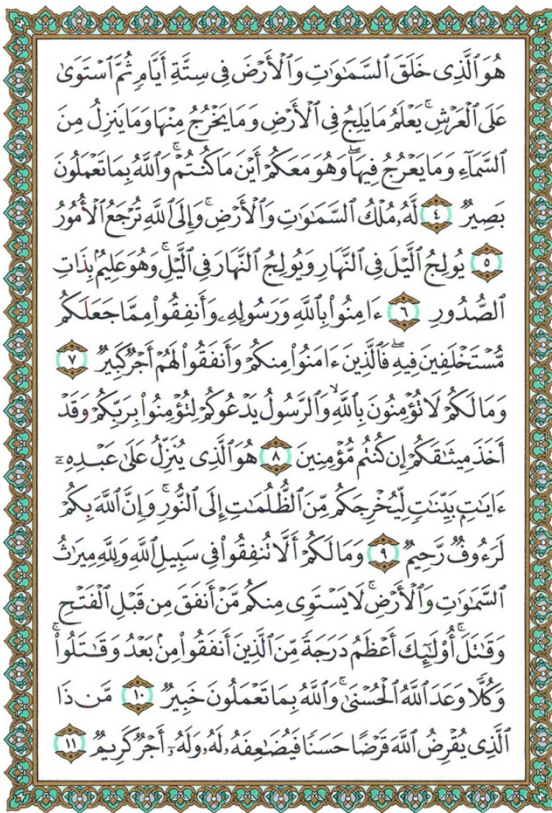 هُوَ ٱلَّذِى خَلَقَ ٱلسَّمَٰوَٰتِ وَٱلْأَرْضَ فِى سِتَّةِ أَيَّامٍ ثُمَّ ٱسْتَوَىٰ
عَلَى ٱلْعَرْشِ ۚ يَعْلَمُ مَا يَلِجُ فِى ٱلْأَرْضِ وَمَا يَخْرُجُ مِنْهَا وَمَا يَنزِلُ مِنَ
ٱلسَّمَآءِ وَمَا يَعْرُجُ فِيهَا ۖ وَهُوَ مَعَكُمْ أَيْنَ مَا كُنتُمْ ۚ وَٱللَّهُ بِمَا تَعْمَلُونَ
بَصِيرٌ ٤ لَّهُۥ مُلْكُ ٱلسَّمَٰوَٰتِ وَٱلْأَرْضِ ۚ وَإِلَى ٱللَّهِ تُرْجَعُ ٱلْأُمُورُ
٥ يُولِجُ ٱلَّيْلَ فِى ٱلنَّهَارِ وَيُولِجُ ٱلنَّهَارَ فِى ٱلَّيْلِ ۚ وَهُوَ عَلِيمٌۢ بِذَاتِ
ٱلصُّدُورِ ٦ ءَامِنُوا۟ بِٱللَّهِ وَرَسُولِهِۦ وَأَنفِقُوا۟ مِمَّا جَعَلَكُم
مُّسْتَخْلَفِينَ فِيهِ ۖ فَٱلَّذِينَ ءَامَنُوا۟ مِنكُمْ وَأَنفَقُوا۟ لَهُمْ أَجْرٌ كَبِيرٌ ٧
وَمَا لَكُمْ لَا تُؤْمِنُونَ بِٱللَّهِ ۙ وَٱلرَّسُولُ يَدْعُوكُمْ لِتُؤْمِنُوا۟ بِرَبِّكُمْ وَقَدْ
أَخَذَ مِيثَٰقَكُمْ إِن كُنتُم مُّؤْمِنِينَ ٨ هُوَ ٱلَّذِى يُنَزِّلُ عَلَىٰ عَبْدِهِۦٓ
ءَايَٰتٍۭ بَيِّنَٰتٍ لِّيُخْرِجَكُم مِّنَ ٱلظُّلُمَٰتِ إِلَى ٱلنُّورِ ۚ وَإِنَّ ٱللَّهَ بِكُمْ
لَرَءُوفٌ رَّحِيمٌ ٩ وَمَا لَكُمْ أَلَّا تُنفِقُوا۟ فِى سَبِيلِ ٱللَّهِ وَلِلَّهِ مِيرَٰثُ
ٱلسَّمَٰوَٰتِ وَٱلْأَرْضِ ۚ لَا يَسْتَوِى مِنكُم مَّنْ أَنفَقَ مِن قَبْلِ ٱلْفَتْحِ
وَقَٰتَلَ ۚ أُو۟لَٰٓئِكَ أَعْظَمُ دَرَجَةً مِّنَ ٱلَّذِينَ أَنفَقُوا۟ مِنۢ بَعْدُ وَقَٰتَلُوا۟ ۚ
وَكُلًّا وَعَدَ ٱللَّهُ ٱلْحُسْنَىٰ ۚ وَٱللَّهُ بِمَا تَعْمَلُونَ خَبِيرٌ ١٠ مَّن ذَا
ٱلَّذِى يُقْرِضُ ٱللَّهَ قَرْضًا حَسَنًا فَيُضَٰعِفَهُۥ لَهُۥ وَلَهُۥٓ أَجْرٌ كَرِيمٌ ١١